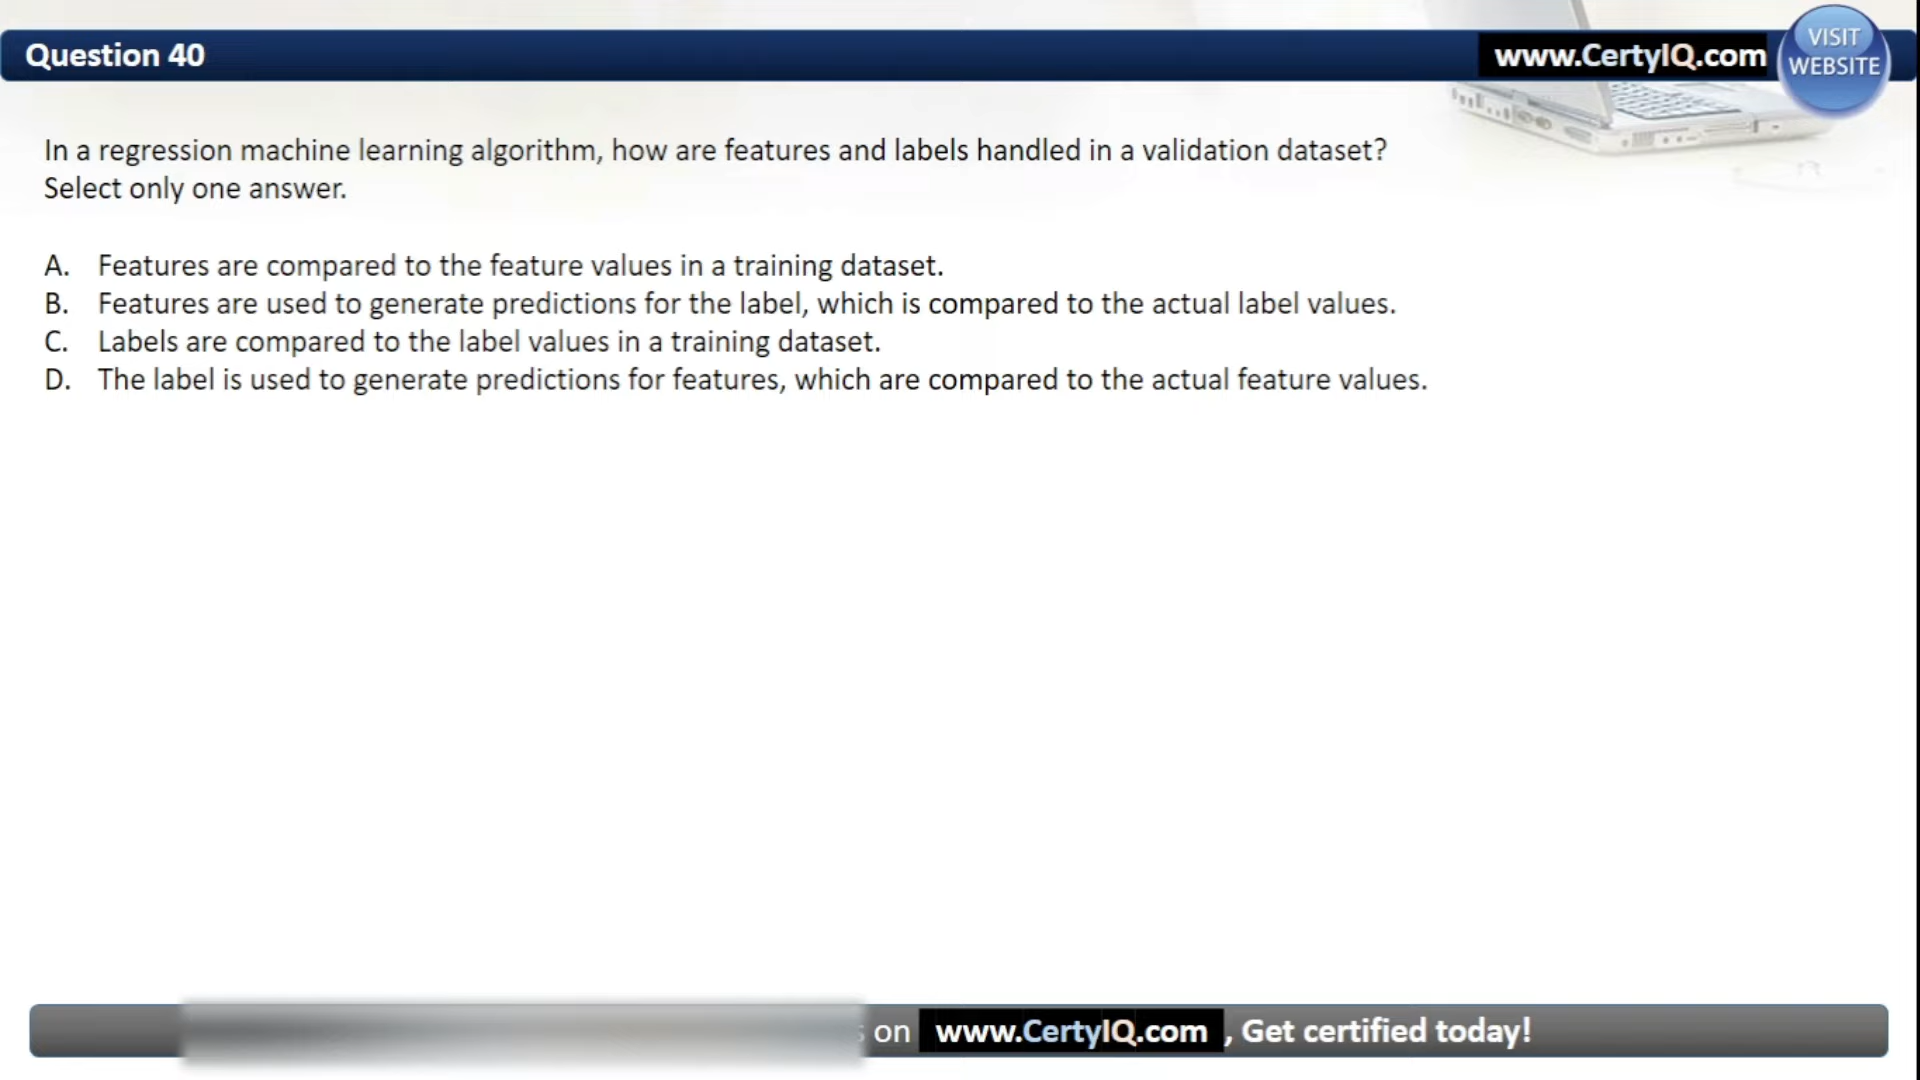 Question 40
www.CertyIQ.com
VISIT
WEBSITE
In a regression machine learning algorithm, how are features and labels handled in a validation dataset?
Select only one answer.
A. Features are compared to the feature values in a training dataset.
B. Features are used to generate predictions for the label, which is compared to the actual label values.
C. Labels are compared to the label values in a training dataset.
D. The label is used to generate predictions for features, which are compared to the actual feature values.
on www.CertyIQ.com , Get certified today!